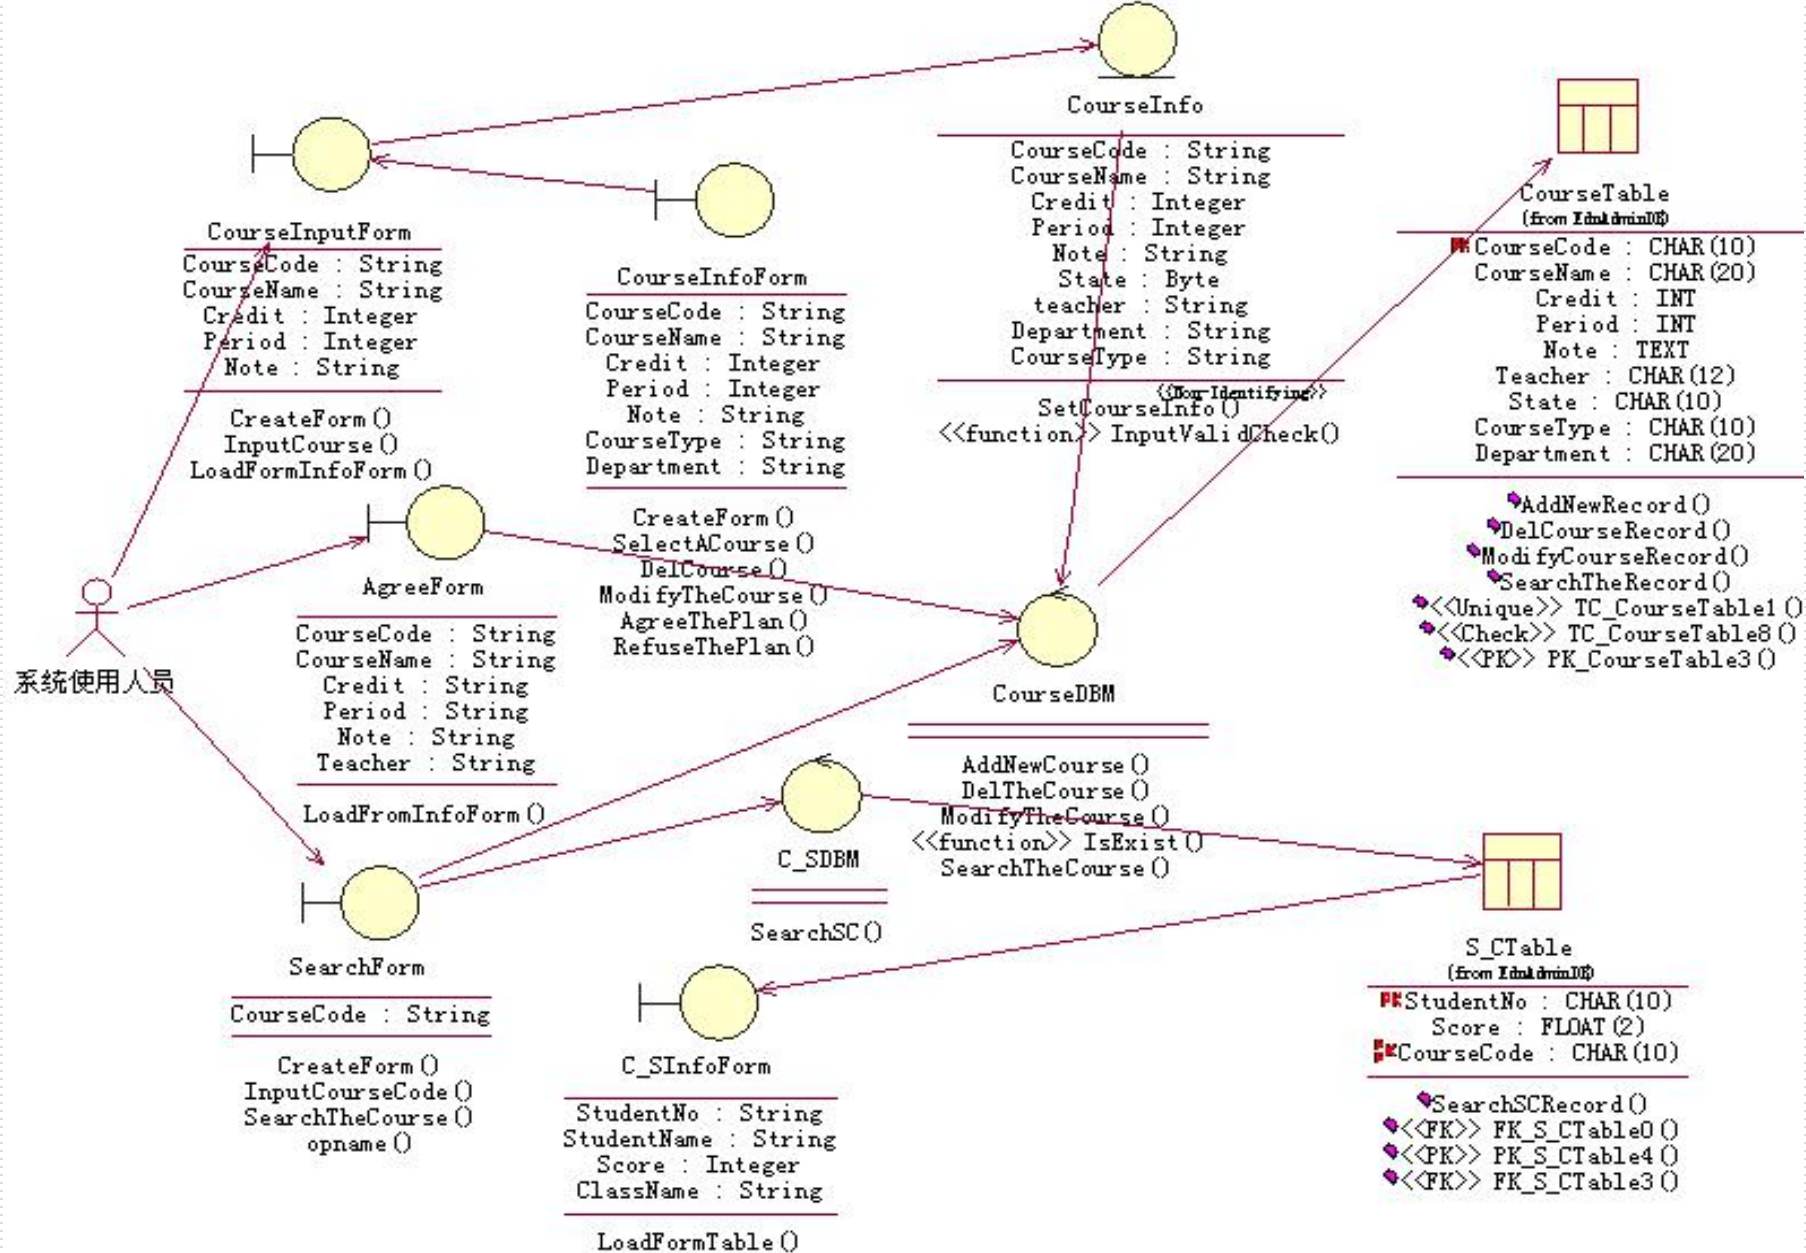 CourseInputForm
CourseCode : String
CourseName : String
Credit : Integer
Period : Integer
Note : String
CreateForm()
InputCourse()
LoadFormInfoForm()
CourseInfoForm
CourseCode : String
CourseName : String
Credit : Integer
Period : Integer
Note : String
CourseType : String
Department : String
CreateForm()
SelectACourse()
DelCourse()
ModifyTheCourse()
AgreeThePlan()
RefuseThePlan()
CourseInfo
CourseCode : String
CourseName : String
Credit : Integer
Period : Integer
Note : String
State : Byte
teacher : String
Department : String
CourseType : String
<<Non-Identifying>>
SetCourseInfo()
<<function>> InputValidCheck()
CourseTable
(from EduAdminDB)
PK CourseCode : CHAR(10)
CourseName : CHAR(20)
Credit : INT
Period : INT
Note : TEXT
Teacher : CHAR(12)
State : CHAR(10)
CourseType : CHAR(10)
Department : CHAR(20)
AddNewRecord()
DelCourseRecord()
ModifyCourseRecord()
SearchTheRecord()
<<Unique>> TC_CourseTable1()
<<Check>> TC_CourseTable8()
<<PK>> PK_CourseTable3()
系统使用人员
AgreeForm
CourseCode : String
CourseName : String
Credit : String
Period : String
Note : String
Teacher : String
LoadFromInfoForm()
CourseDBM
AddNewCourse()
DelTheCourse()
ModifyTheCourse()
<<function>> IsExist()
SearchTheCourse()
C_SDBM
SearchSC()
SearchForm
CourseCode : String
CreateForm()
InputCourseCode()
SearchTheCourse()
opname()
C_SInfoForm
StudentNo : String
StudentName : String
Score : Integer
ClassName : String
LoadFormTable()
S_CTable
(from EduAdminDB)
PK StudentNo : CHAR(10)
Score : FLOAT(2)
CourseCode : CHAR(10)
SearchSCRecord()
<<FK>> FK_S_CTable0()
<<PK>> PK_S_CTable4()
<<FK>> FK_S_CTable3()